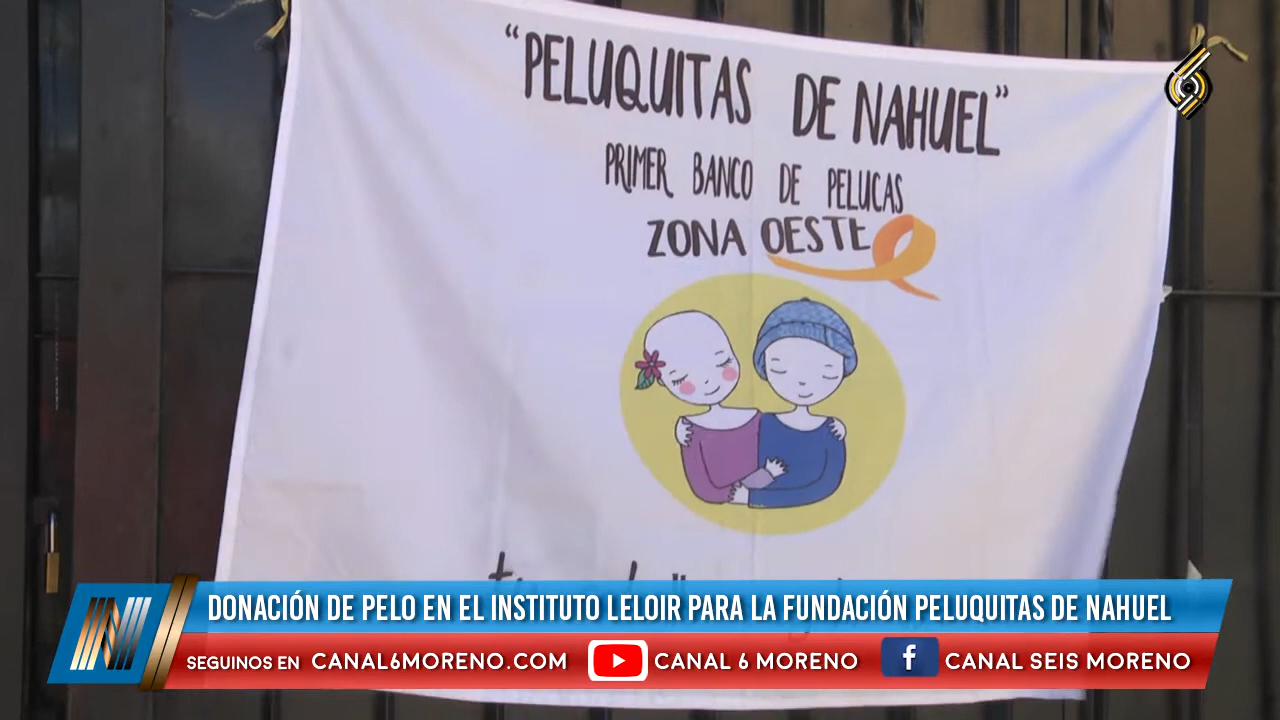 “PELUQUITAS DE NAHUEL”
PRIMER BANCO DE PELUCAS
ZONA OESTE
DONACIÓN DE PELO EN EL INSTITUTO LELOIR PARA LA FUNDACIÓN PELUQUITAS DE NAHUEL
SEGUINOS EN CANAL6MORENO.COM CANAL 6 MORENO f CANAL SEIS MORENO